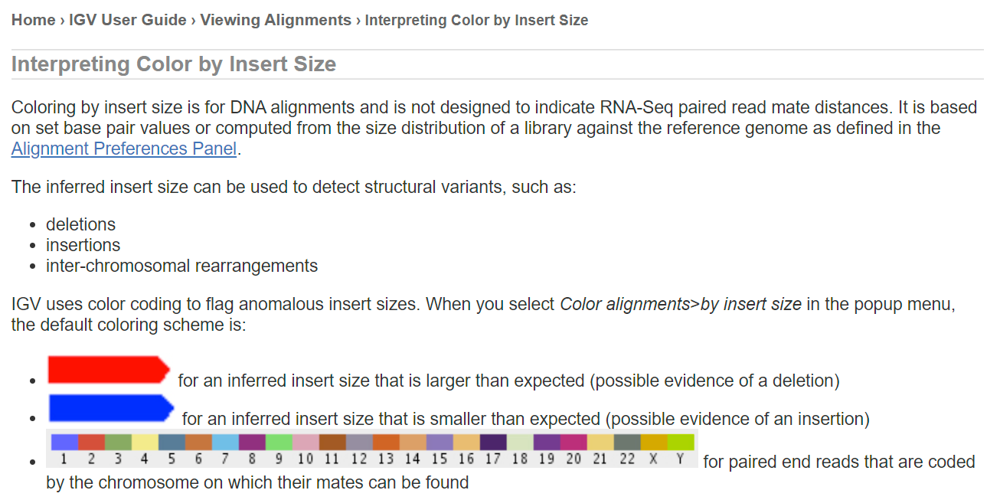 Home › IGV User Guide › Viewing Alignments › Interpreting Color by Insert Size
Interpreting Color by Insert Size
Coloring by insert size is for DNA alignments and is not designed to indicate RNA-Seq paired read mate distances. It is based
on set base pair values or computed from the size distribution of a library against the reference genome as defined in the
Alignment Preferences Panel.
The inferred insert size can be used to detect structural variants, such as:
• deletions
• insertions
• inter-chromosomal rearrangements
IGV uses color coding to flag anomalous insert sizes. When you select Color alignments>by insert size in the popup menu,
the default coloring scheme is:
• for an inferred insert size that is larger than expected (possible evidence of a deletion)
• for an inferred insert size that is smaller than expected (possible evidence of an insertion)
• 1 2 3 4 5 6 7 8 9 10 11 12 13 14 15 16 17 18 19 20 21 22 X Y for paired end reads that are coded
by the chromosome on which their mates can be found